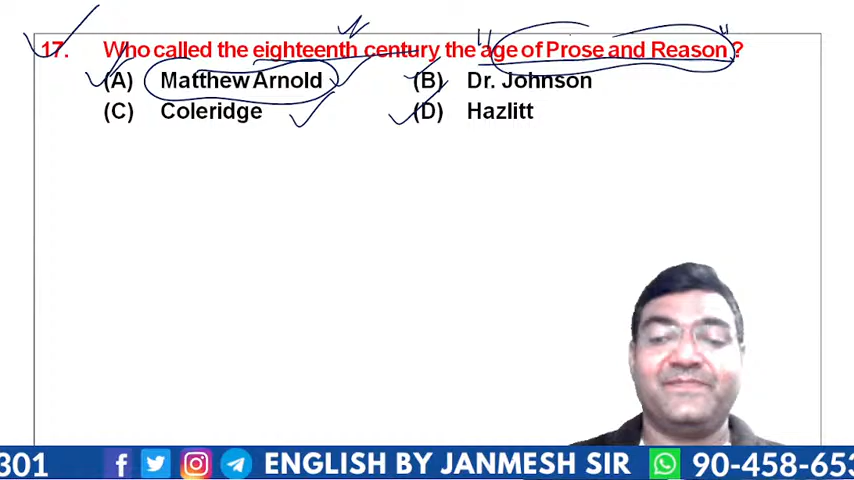 17. Who called the eighteenth century the "age of Prose and Reason"?
(A) Matthew Arnold (B) Dr. Johnson
(C) Coleridge (D) Hazlitt
301 ENGLISH BY JANMESH SIR 90-458-653